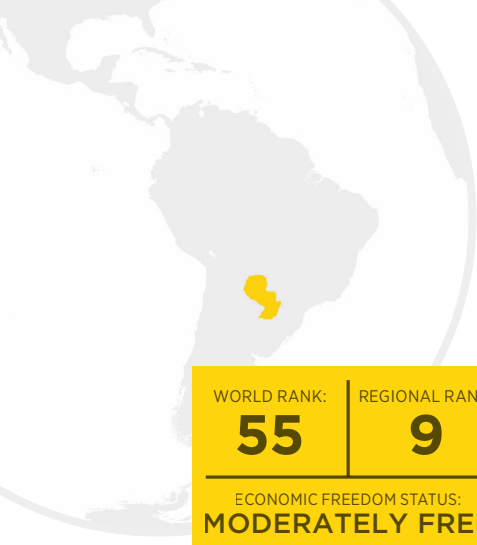 WORLD RANK:
REGIONAL RAN
55
9
ECONOMIC FREEDOM STATUS:
MODERATELY FRE